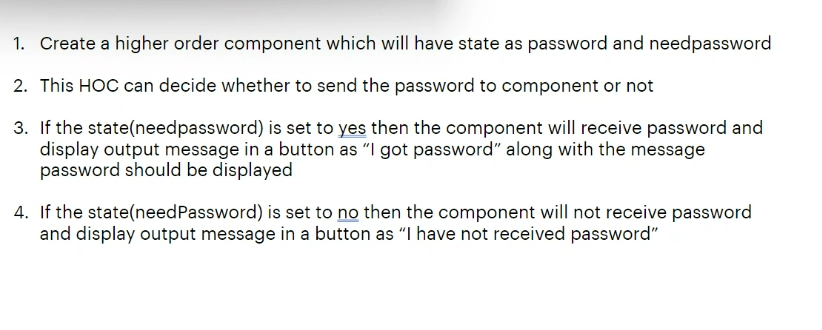 1. Create a higher order component which will have state as password and needpassword
2. This HOC can decide whether to send the password to component or not
3. If the state(needpassword) is set to yes then the component will receive password and
display output message in a button as “I got password” along with the message
password should be displayed
4. If the state(needPassword) is set to no then the component will not receive password
and display output message in a button as “I have not received password”